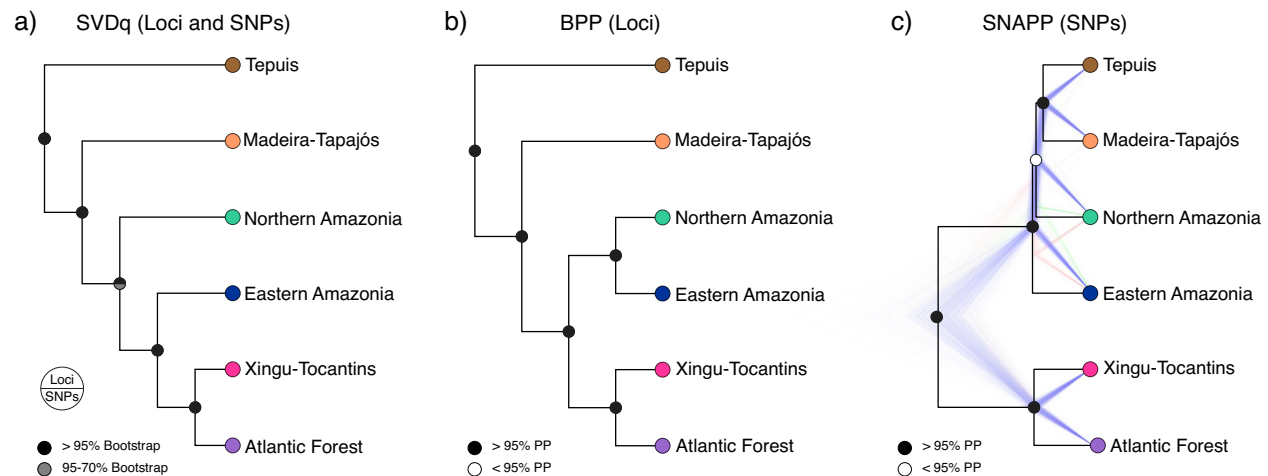 a) SVDq (Loci and SNPs)
Tepuis
Madeira-Tapajós
Northern Amazonia
Eastern Amazonia
Xingu-Tocantins
Atlantic Forest
Loci
SNPs
> 95% Bootstrap
95-70% Bootstrap
b) BPP (Loci)
Tepuis
Madeira-Tapajós
Northern Amazonia
Eastern Amazonia
Xingu-Tocantins
Atlantic Forest
> 95% PP
< 95% PP
c) SNAPP (SNPs)
Tepuis
Madeira-Tapajós
Northern Amazonia
Eastern Amazonia
Xingu-Tocantins
Atlantic Forest
> 95% PP
< 95% PP